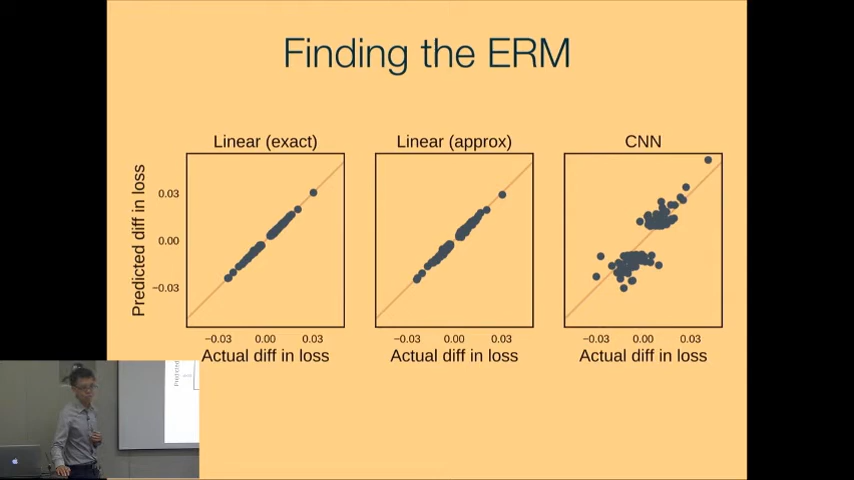 Finding the ERM
Linear (exact)
Linear (approx)
CNN
Predicted diff in loss
0.03
0.00
−0.03
−0.03 0.00 0.03
−0.03 0.00 0.03
−0.03 0.00 0.03
Actual diff in loss
Actual diff in loss
Actual diff in loss
Predicted